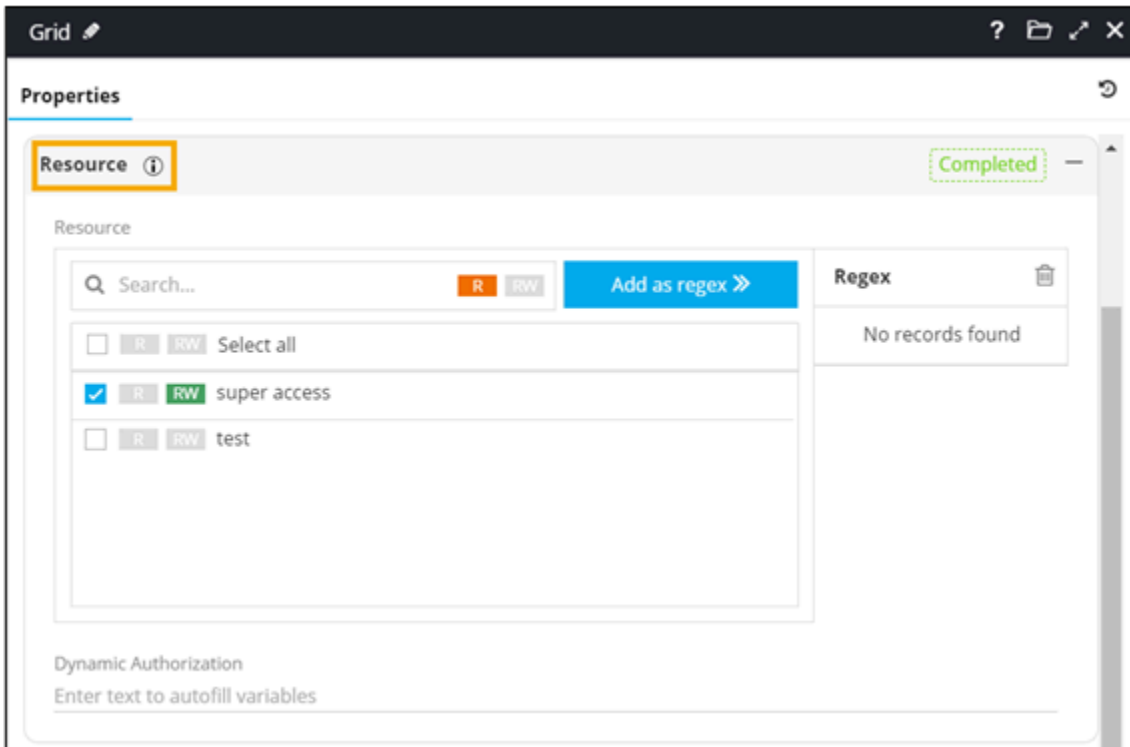 Grid ?
Properties
Resource Completed
Resource
Search... R RW Add as regex Regex
R RW Select all No records found
R RW super access
R RW test
Dynamic Authorization
Enter text to autofill variables